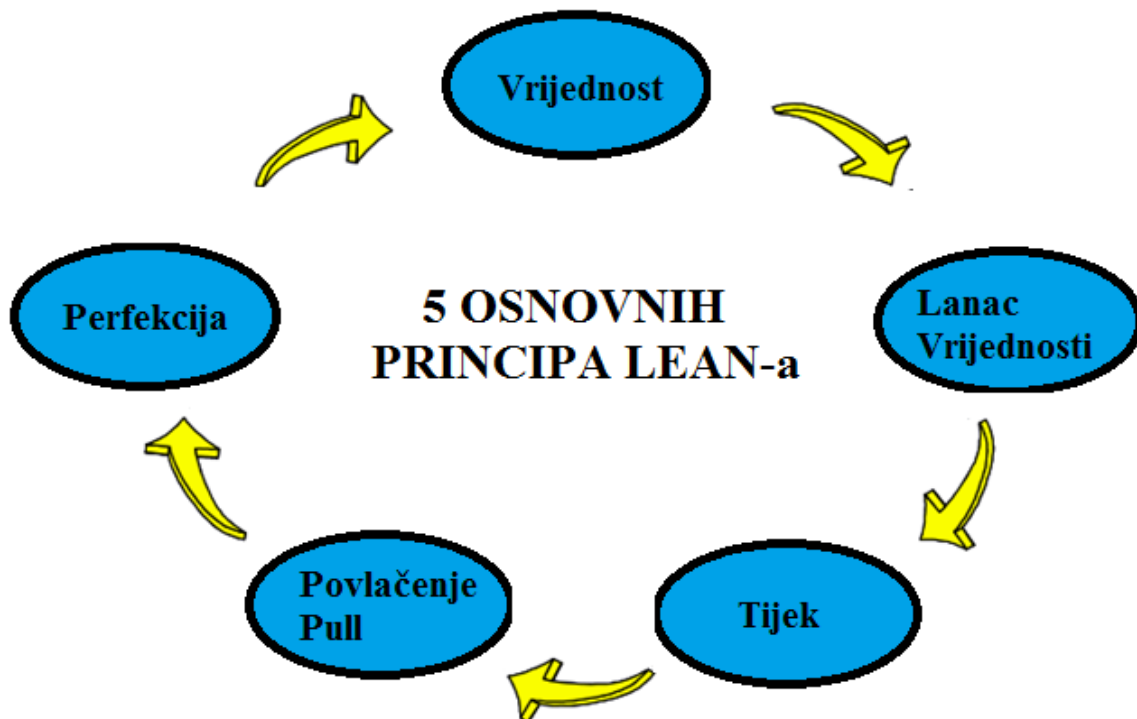 Vrijednost
Lanac
Vrijednosti
Tijek
Povlačenje
Pull
Perfekcija
5 OSNOVNIH
PRINCIPA LEAN-a